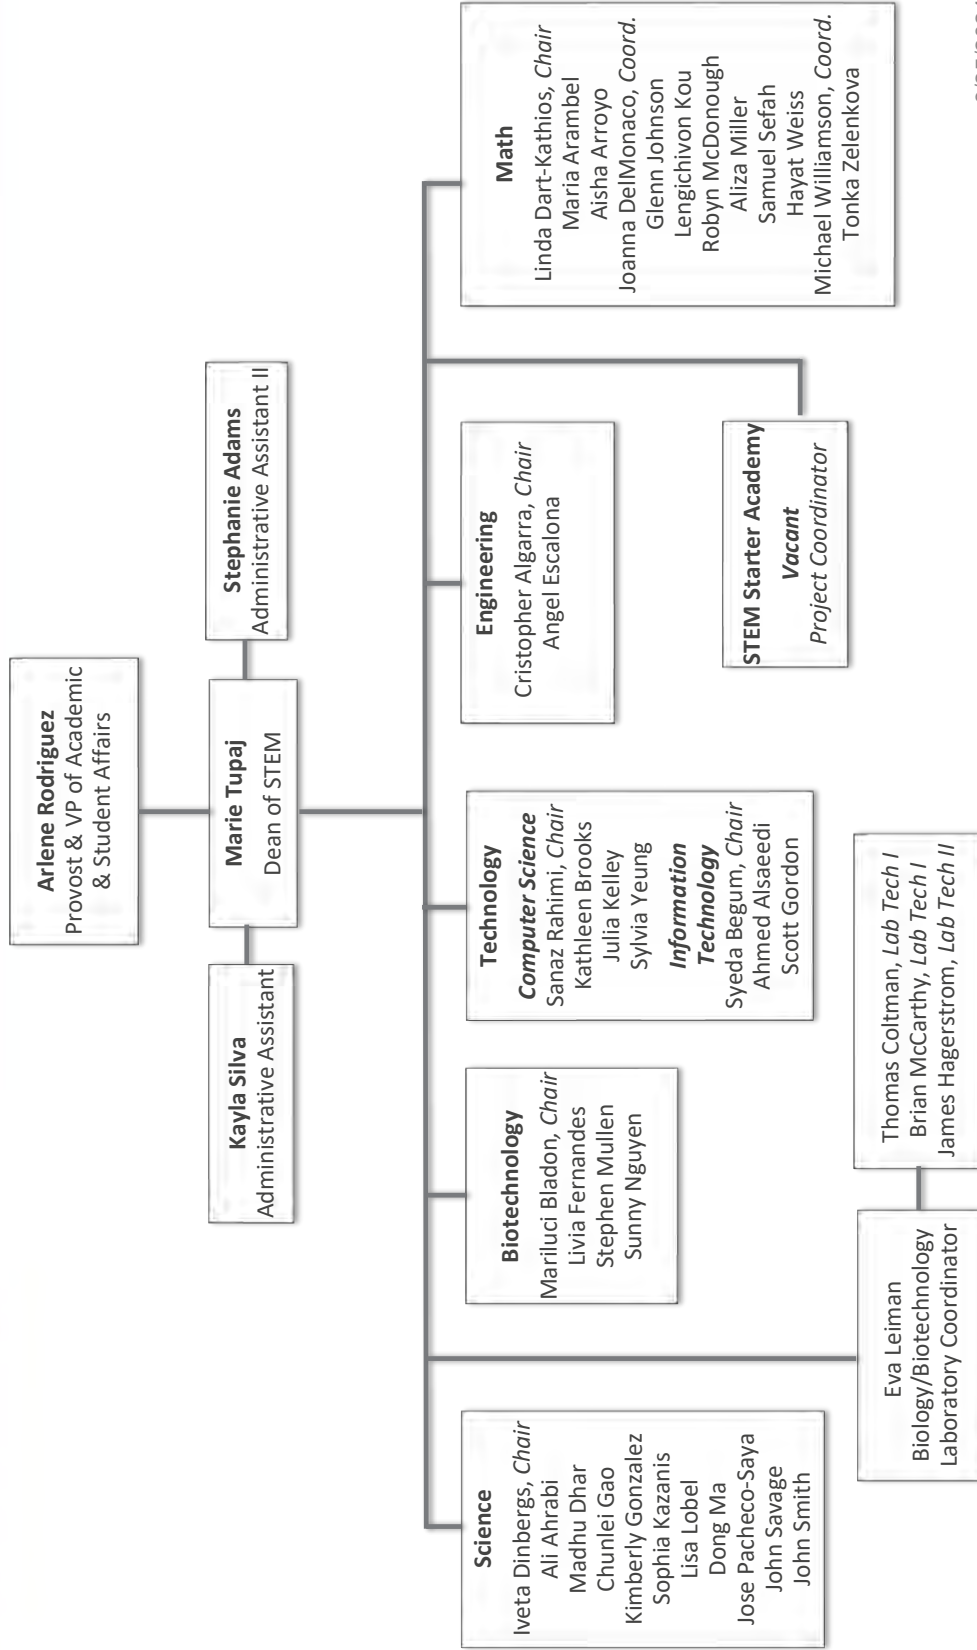 Arlene Rodriguez
Provost & VP of Academic
& Student Affairs
Kayla Silva
Administrative Assistant
Marie Tupaj
Dean of STEM
Stephanie Adams
Administrative Assistant II
Science
Iveta Dinbergs, Chair
Ali Ahrabi
Madhu Dhar
Chunlei Gao
Kimberly Gonzalez
Sophia Kazanis
Lisa Lobel
Dong Ma
Jose Pacheco-Saya
John Savage
John Smith
Biotechnology
Mariluci Bladon, Chair
Livia Fernandes
Stephen Mullen
Sunny Nguyen
Technology
Computer Science
Sanaz Rahimi, Chair
Kathleen Brooks
Julia Kelley
Sylvia Yeung
Information
Technology
Syeda Begum, Chair
Ahmed Alsaeedi
Scott Gordon
Engineering
Cristopher Algarra, Chair
Angel Escalona
Math
Linda Dart-Kathios, Chair
Maria Arambel
Aisha Arroyo
Joanna DelMonaco, Coord.
Glenn Johnson
Lengichivon Kou
Robyn McDonough
Aliza Miller
Samuel Sefah
Hayat Weiss
Michael Williamson, Coord.
Tonka Zelenkova
STEM Starter Academy
Vacant
Project Coordinator
Eva Leiman
Biology/Biotechnology
Laboratory Coordinator
Thomas Coltman, Lab Tech I
Brian McCarthy, Lab Tech I
James Hagerstrom, Lab Tech II